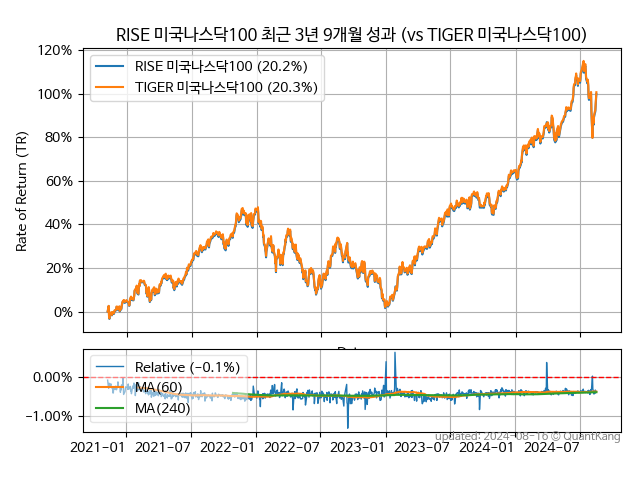 RISE 미국나스닥100 최근 3년 9개월 성과 (vs TIGER 미국나스닥100)
120%
100%
80%
60%
40%
20%
0%
Rate of Return (TR)
RISE 미국나스닥100 (20.2%)
TIGER 미국나스닥100 (20.3%)
0.00%
−1.00%
Relative (−0.1%)
MA(60)
MA(240)
updated: 2024-08-16 © QuantKang
2021−01 2021−07 2022−01 2022−07 2023−01 2023−07 2024−01 2024−07